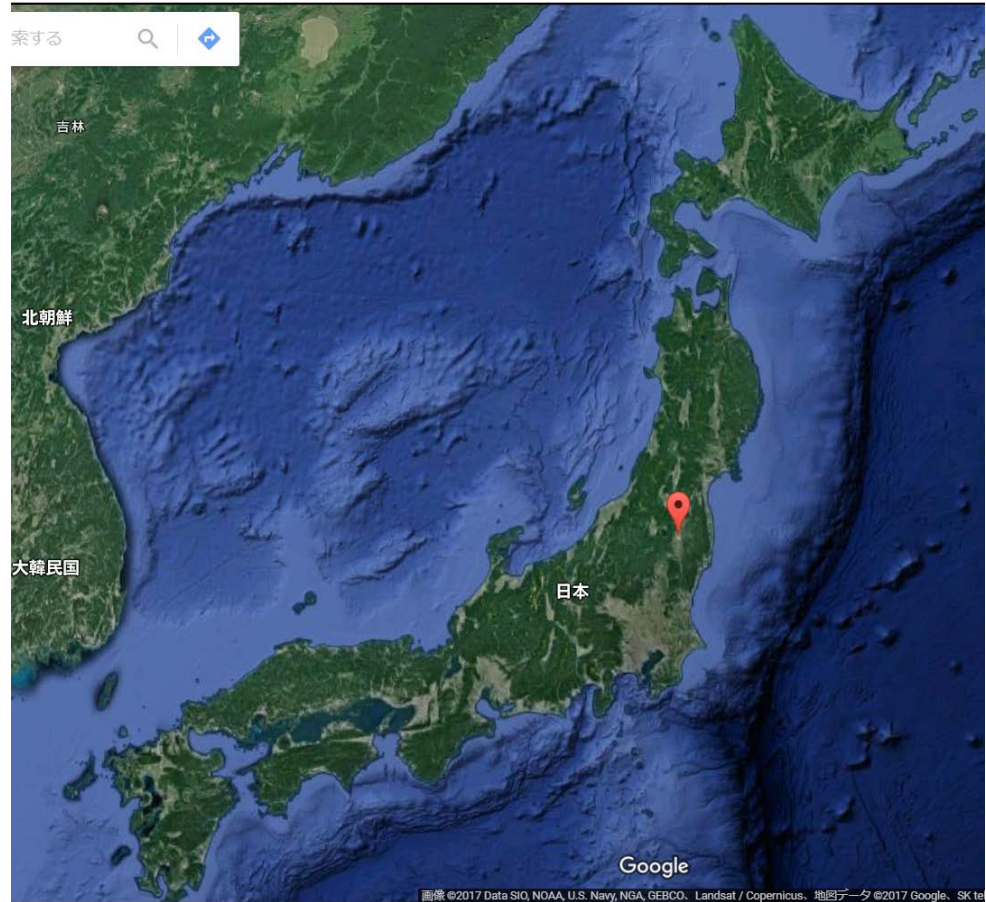 索する
吉林
北朝鮮
大韓民国
日本
Google
画像 ©2017 Data SIO, NOAA, U.S. Navy, NGA, GEBCO、Landsat / Copernicus、地図データ ©2017 Google、SK tel